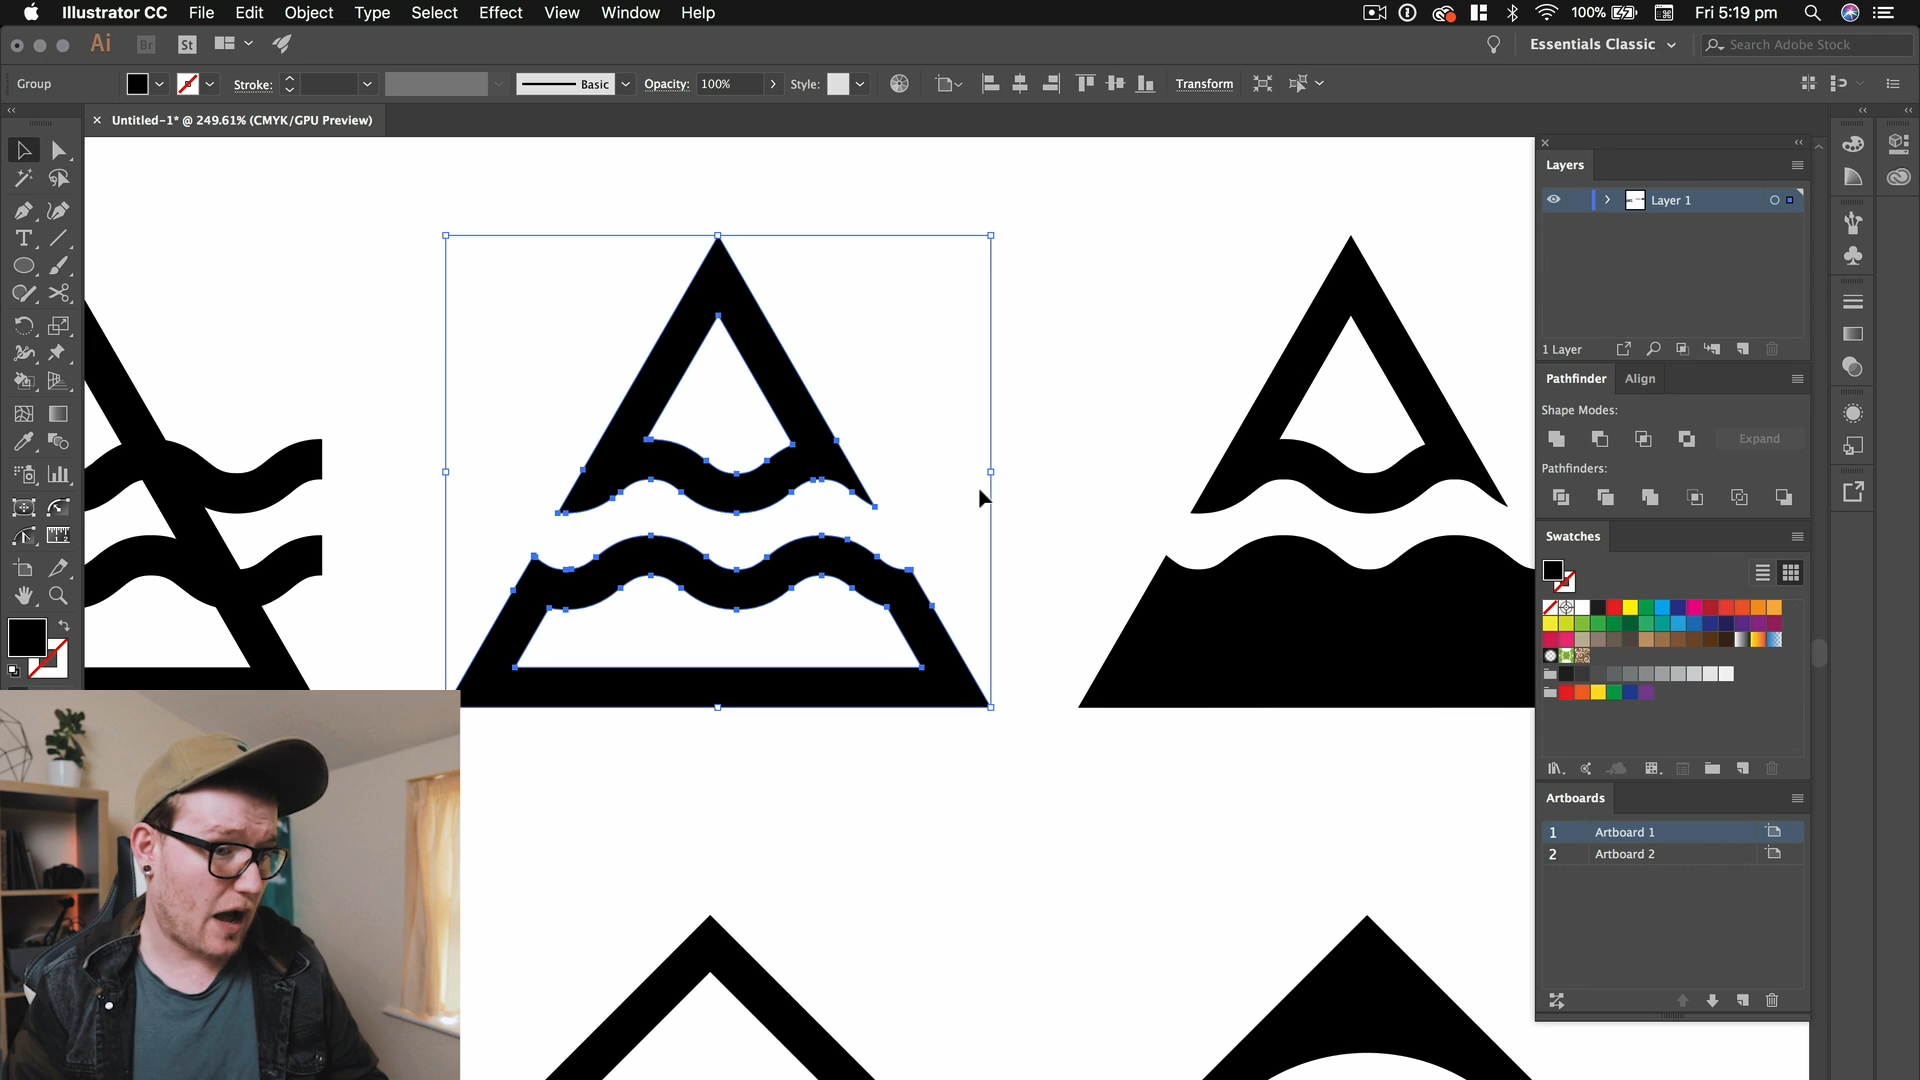 Illustrator CC File Edit Object Type Select Effect View Window Help 100% Fri 5:19 pm
Ai Br St Essentials Classic Search Adobe Stock
Group Stroke: Basic Opacity: 100% Style: Transform
Untitled-1* @ 249.61% (CMYK/GPU Preview)
Layers
Layer 1
1 Layer
Pathfinder Align
Shape Modes:
Expand
Pathfinders:
Swatches
Artboards
1 Artboard 1
2 Artboard 2